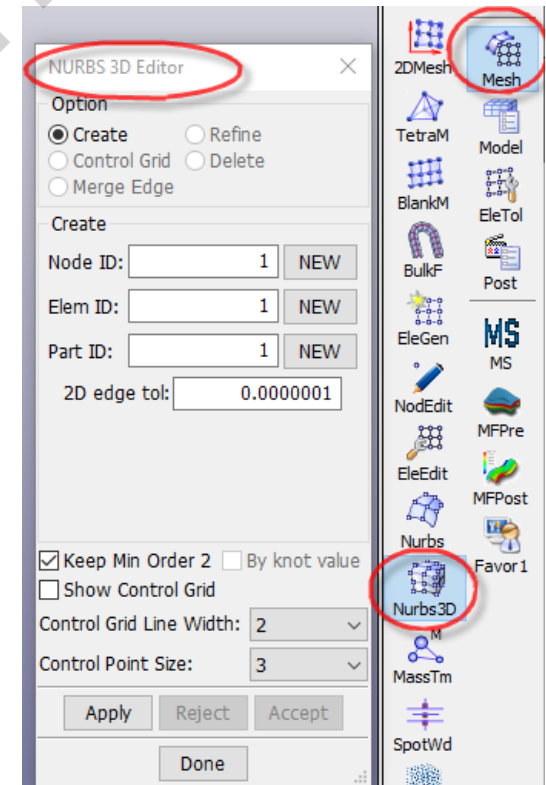 NURBS 3D Editor
Option
Create Refine
Control Grid Delete
Merge Edge
Create
Node ID: 1 NEW
Elem ID: 1 NEW
Part ID: 1 NEW
2D edge tol: 0.0000001
Keep Min Order 2 By knot value
Show Control Grid
Control Grid Line Width: 2
Control Point Size: 3
Apply Reject Accept
Done
2DMesh
TetraM
BlankM
BulkF
EleGen
NodEdit
EleEdit
Nurbs
Nurbs3D
M
MassTm
SpotWd
Mesh
Model
EleTol
Post
MS
MS
MFPre
MFPost
Favor1